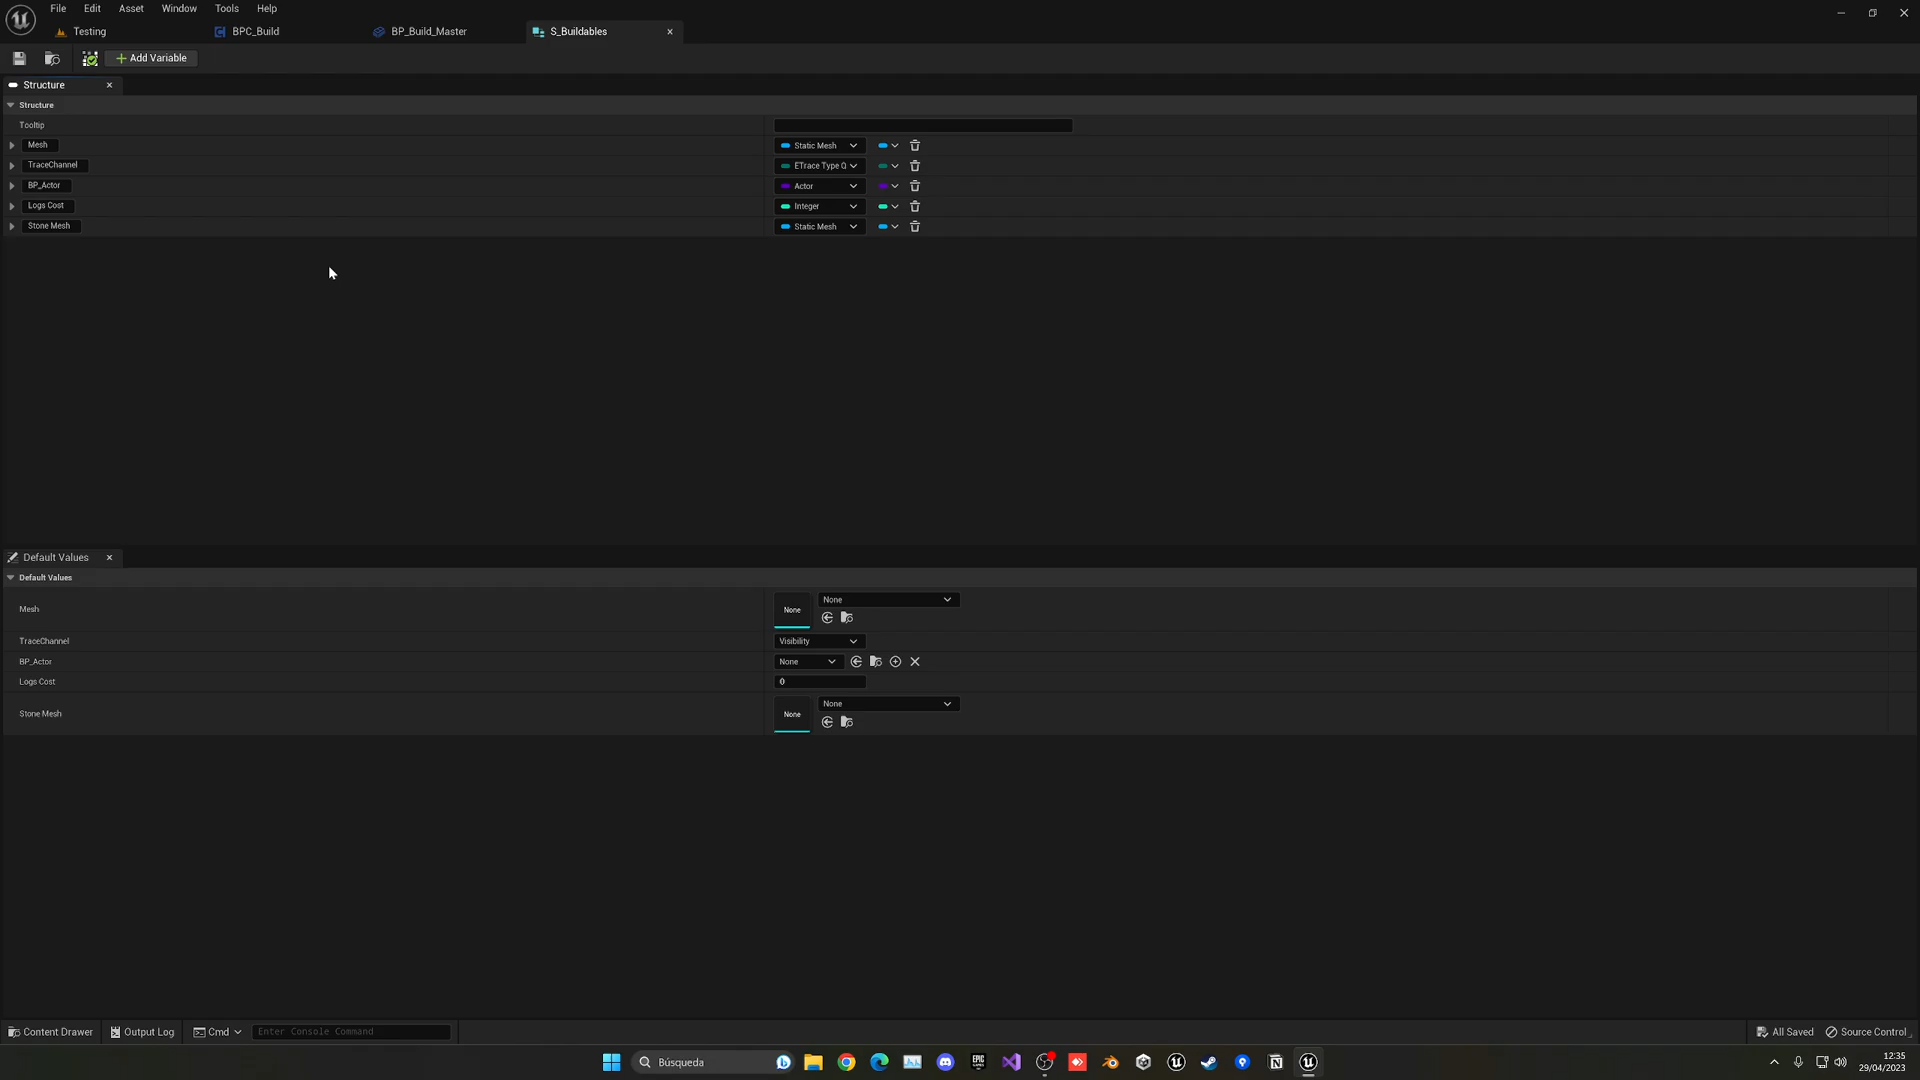 File Edit Asset Window Tools Help
Testing BPC_Build BP_Build_Master S_Buildables
Add Variable
Structure
Structure
Tooltip
Mesh Static Mesh
TraceChannel ETrace Type Q
BP_Actor Actor
Logs Cost Integer
Stone Mesh Static Mesh
Default Values
Default Values
Mesh None None
TraceChannel Visibility
BP_Actor None
Logs Cost 0
Stone Mesh None None
Content Drawer Output Log Cmd Enter Console Command All Saved Source Control
Búsqueda EPIC GAMES 12:35
29/04/2023